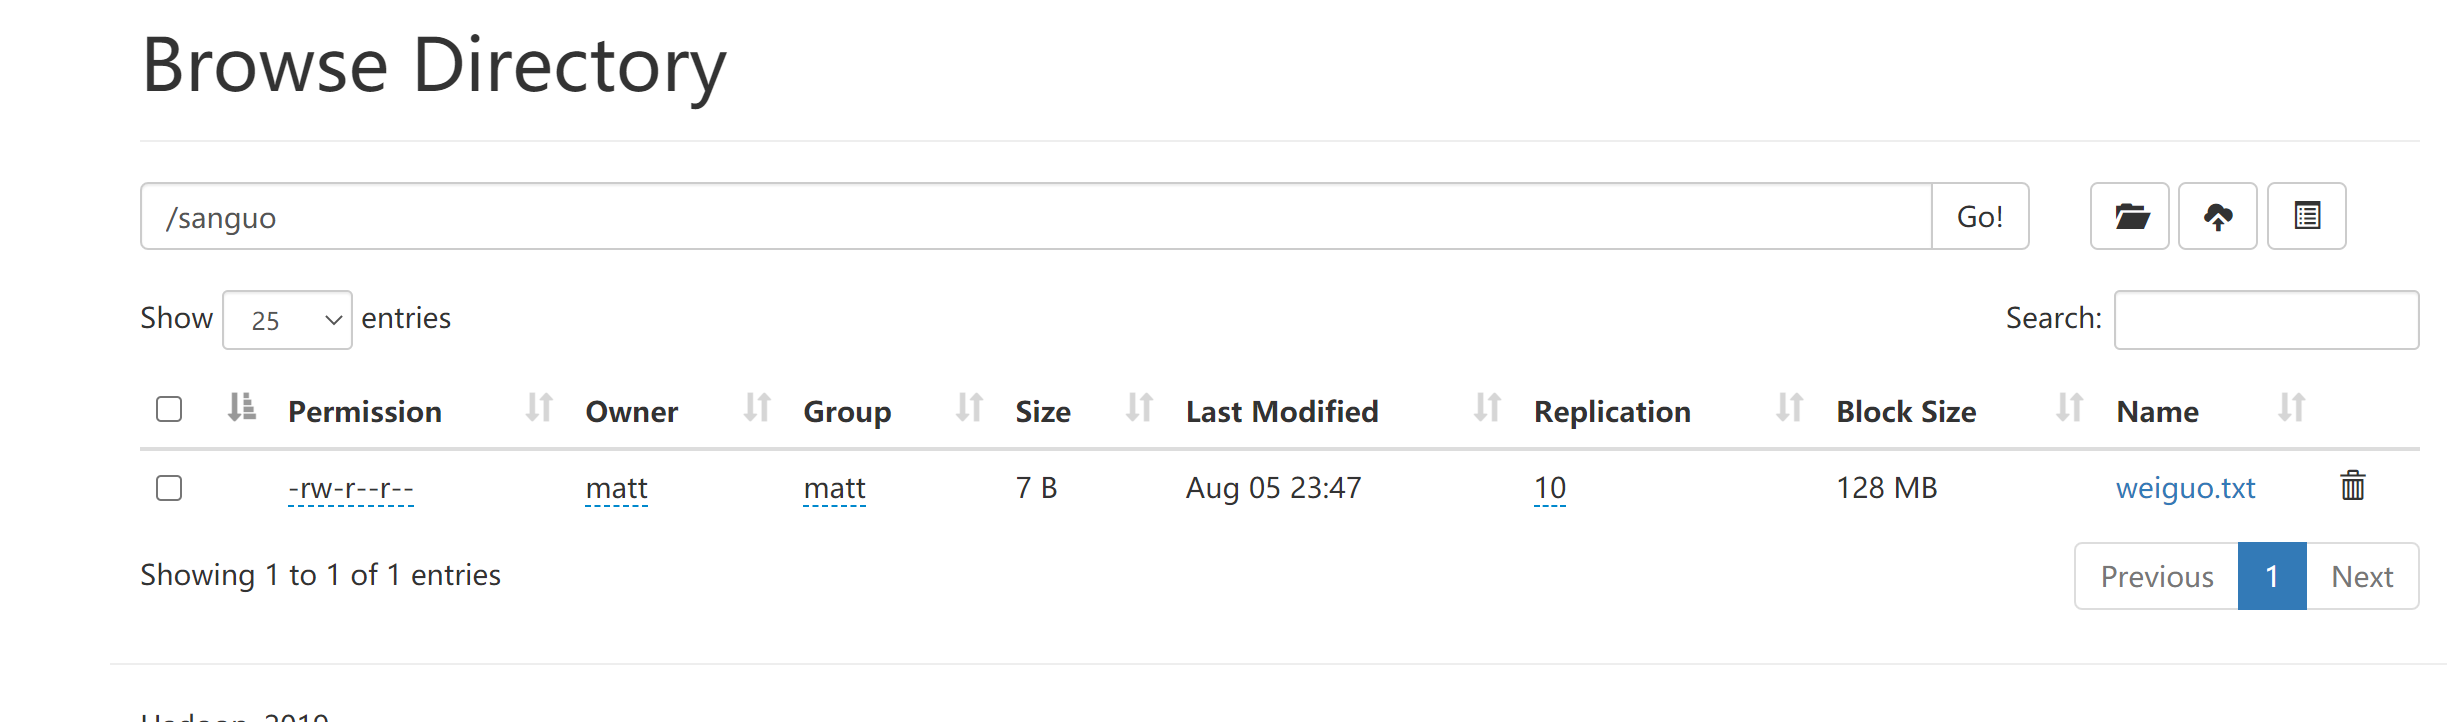 Browse Directory
/sanguo Go!
Show 25 entries Search:
Permission Owner Group Size Last Modified Replication Block Size Name
-rw-r--r-- matt matt 7 B Aug 05 23:47 10 128 MB weiguo.txt
Showing 1 to 1 of 1 entries Previous 1 Next
Hadoop, 2019.